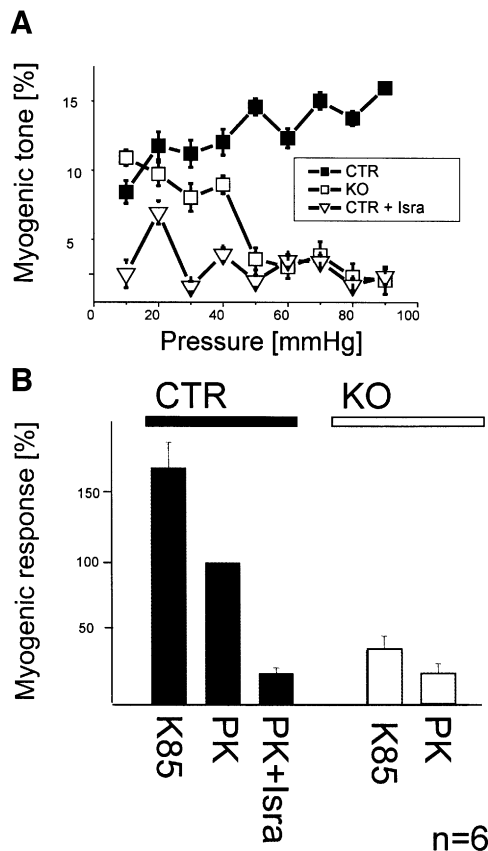 A
Myogenic tone [%]
15
10
5
CTR
KO
CTR + Isra
0 20 40 60 80 100
Pressure [mmHg]
B
CTR KO
Myogenic response [%]
150
100
50
K85 PK PK+Isra K85 PK
n=6